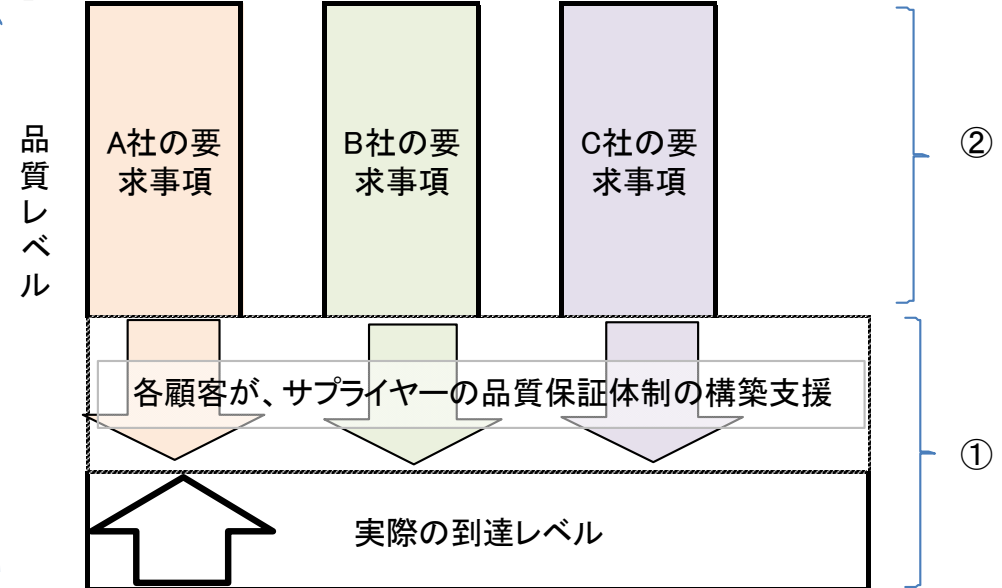 品質レベル
A社の要
求事項
B社の要
求事項
C社の要
求事項
②
各顧客が、サプライヤーの品質保証体制の構築支援
①
実際の到達レベル